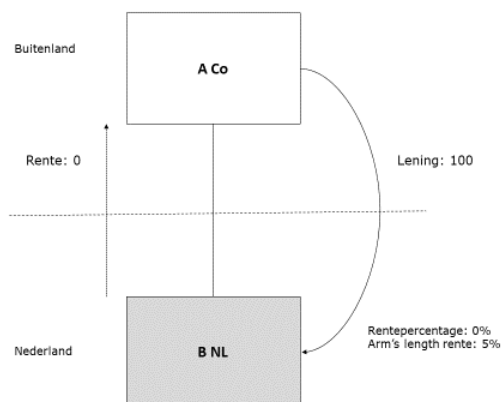 Buitenland
A Co
Rente: 0
Lening: 100
Rentepercentage: 0%
Arm's length rente: 5%
Nederland
B NL